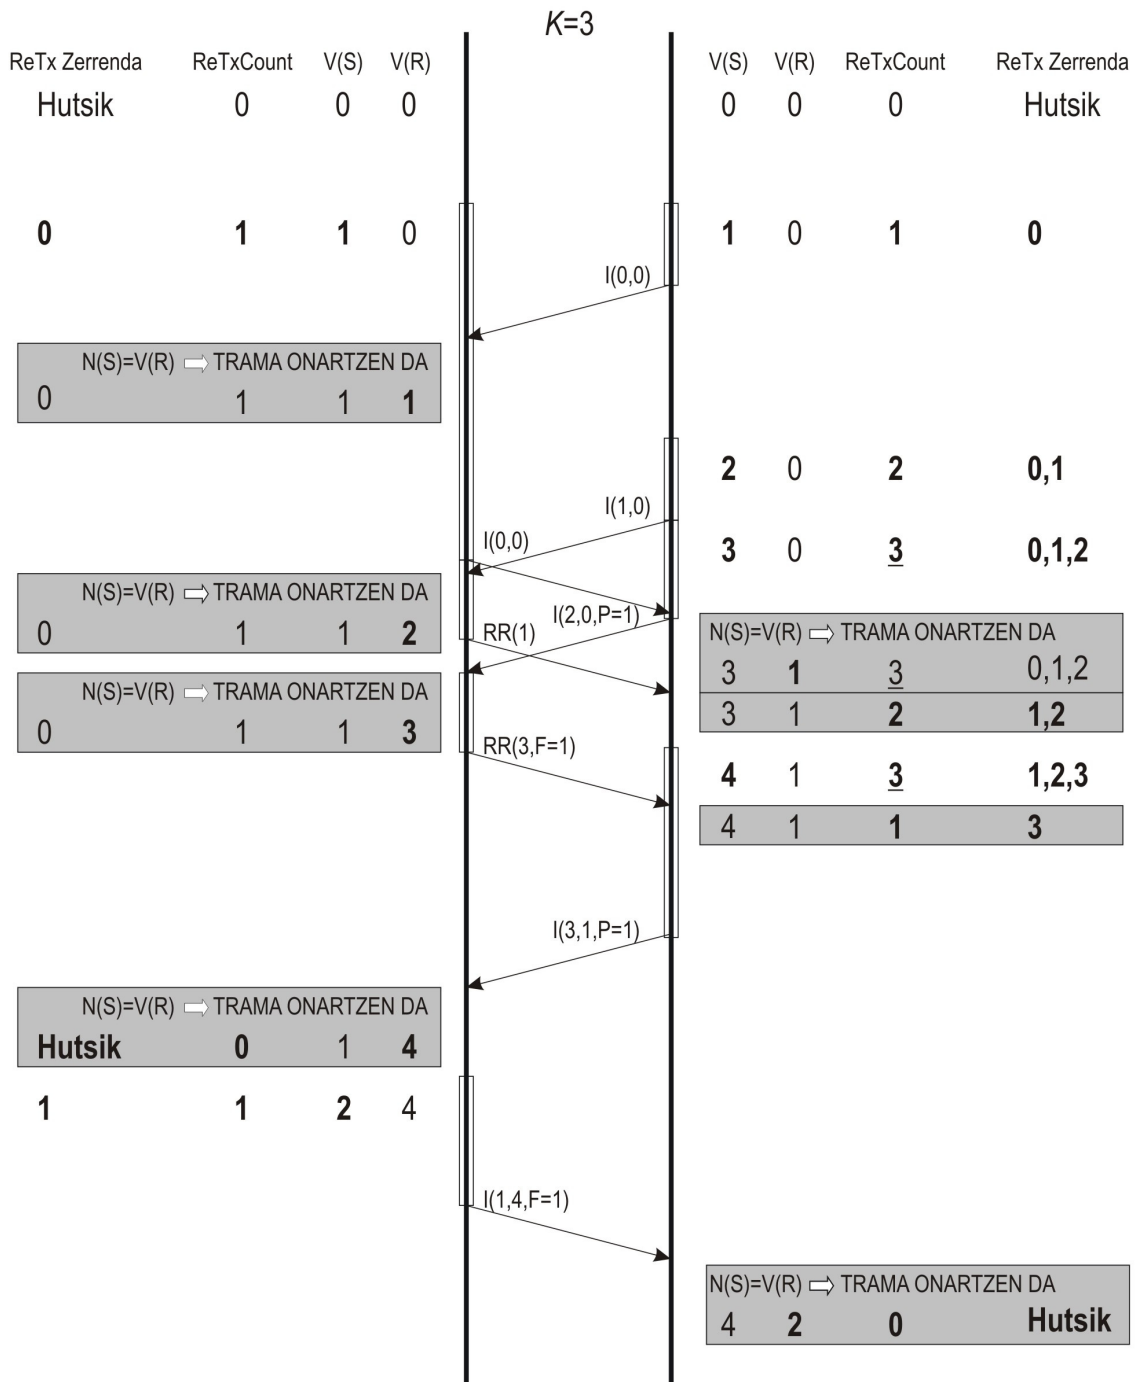 K=3
ReTx Zerrenda ReTxCount V(S) V(R) V(S) V(R) ReTxCount ReTx Zerrenda
Hutsik 0 0 0 0 0 0 Hutsik
0 1 1 0 1 0 1 0
I(0,0)
N(S)=V(R) ⇨ TRAMA ONARTZEN DA
0 1 1 1
2 0 2 0,1
I(1,0)
I(0,0)
3 0 3 0,1,2
N(S)=V(R) ⇨ TRAMA ONARTZEN DA
0 1 1 2
I(2,0,P=1)
RR(1)
N(S)=V(R) ⇨ TRAMA ONARTZEN DA
3 1 3 0,1,2
3 1 2 1,2
N(S)=V(R) ⇨ TRAMA ONARTZEN DA
0 1 1 3
RR(3,F=1)
4 1 3 1,2,3
4 1 1 3
I(3,1,P=1)
N(S)=V(R) ⇨ TRAMA ONARTZEN DA
Hutsik 0 1 4
1 1 2 4
I(1,4,F=1)
N(S)=V(R) ⇨ TRAMA ONARTZEN DA
4 2 0 Hutsik